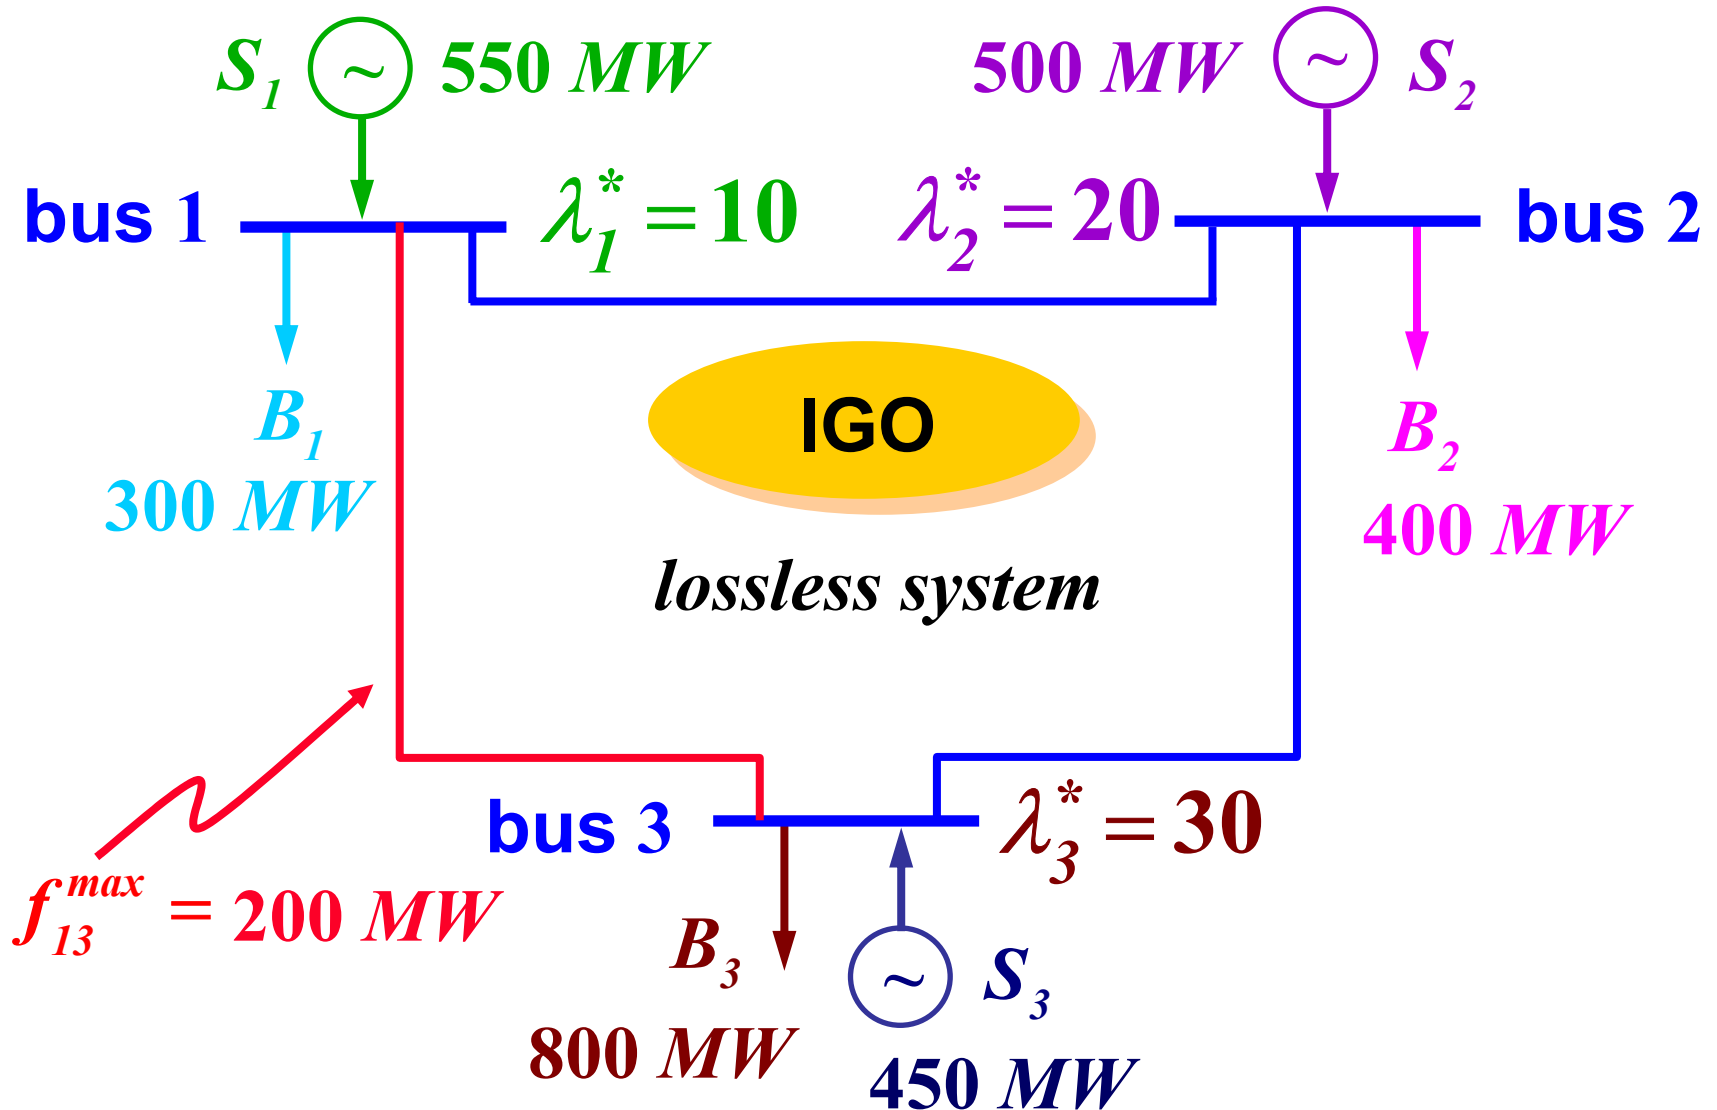 S₁ ~ 550 MW
500 MW ~ S₂
bus 1
λ₁* = 10
λ₂* = 20
bus 2
B₁
300 MW
IGO
B₂
400 MW
lossless system
bus 3
λ₃* = 30
f₁₃ᵐᵃˣ = 200 MW
B₃
800 MW
~ S₃
450 MW